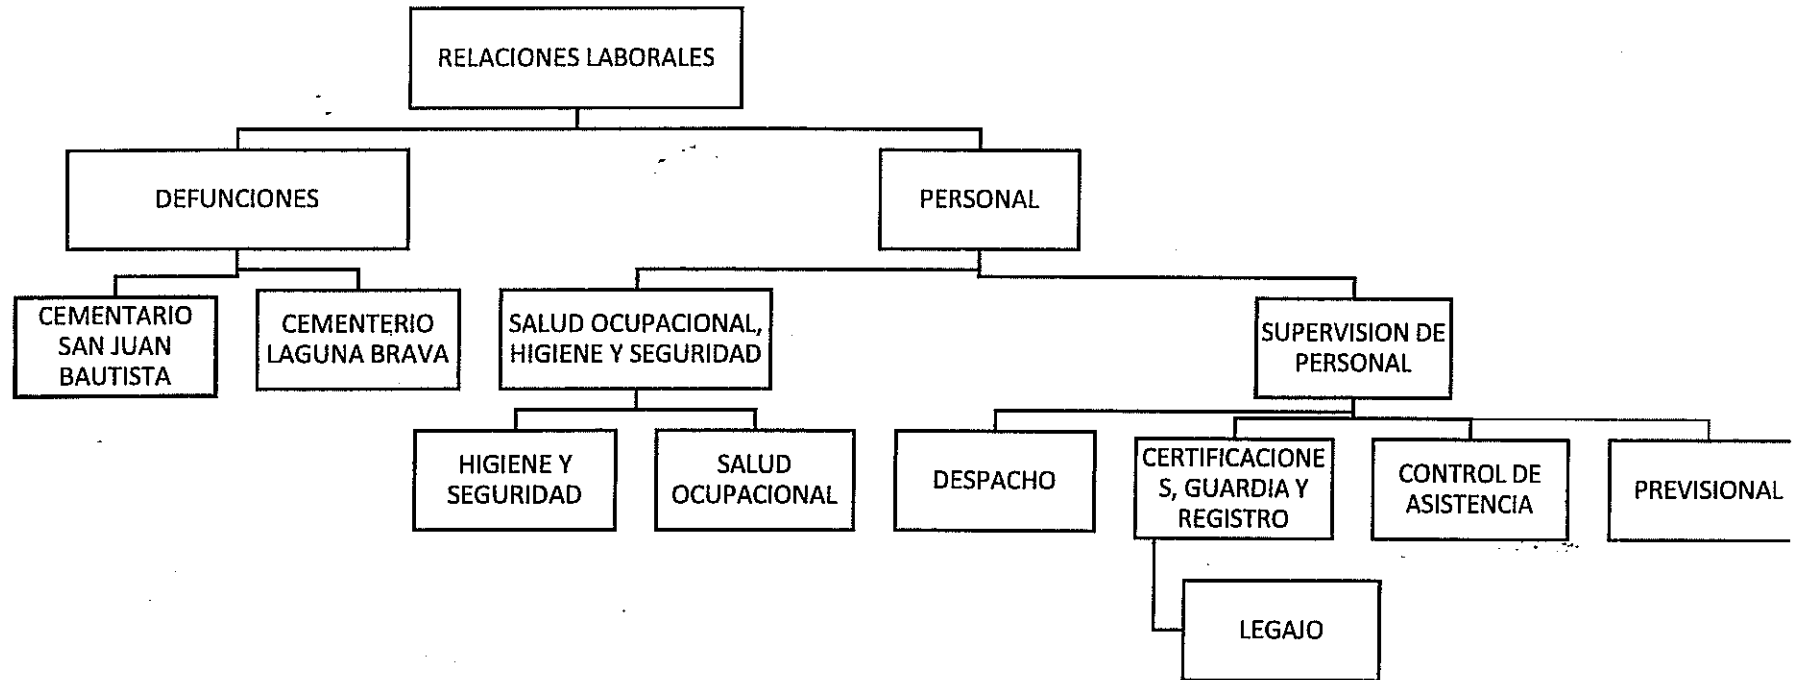 RELACIONES LABORALES
DEFUNCIONES
PERSONAL
CEMENTARIO
SAN JUAN
BAUTISTA
CEMENTERIO
LAGUNA BRAVA
SALUD OCUPACIONAL,
HIGIENE Y SEGURIDAD
SUPERVISION DE
PERSONAL
HIGIENE Y
SEGURIDAD
SALUD
OCUPACIONAL
DESPACHO
CERTIFICACIONE
S, GUARDIA Y
REGISTRO
CONTROL DE
ASISTENCIA
PREVISIONAL
LEGAJO